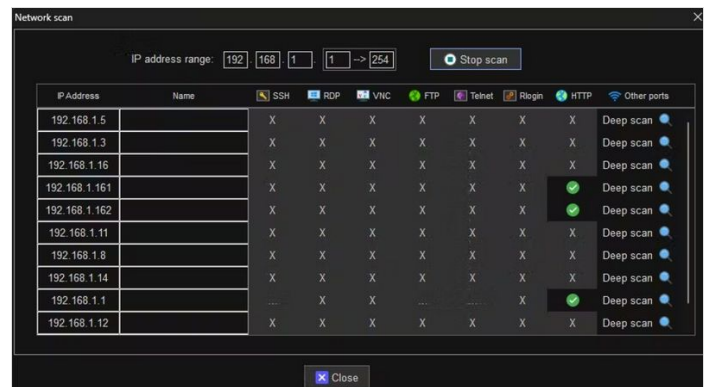 Network scan X
IP address range: 192 . 168 . 1 . 1 --> 254 Stop scan
IP Address Name SSH RDP VNC FTP Telnet Rlogin HTTP Other ports
192.168.1.5 X X X X X X X Deep scan
192.168.1.3 X X X X X X X Deep scan
192.168.1.16 X X X X X X X Deep scan
192.168.1.161 X X X X X X Deep scan
192.168.1.162 X X X X X X Deep scan
192.168.1.11 X X X X X X X Deep scan
192.168.1.8 X X X X X X X Deep scan
192.168.1.14 X X X X X X X Deep scan
192.168.1.1 ..... X X ..... ..... X Deep scan
192.168.1.12 X X X X X X X Deep scan
Close